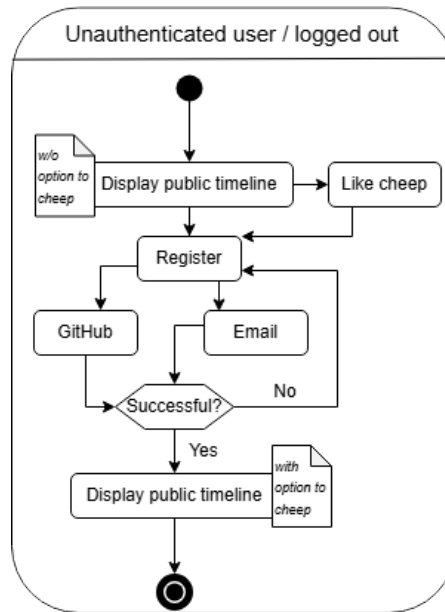 Unauthenticated user / logged out
w/o
option to
cheep
Display public timeline
Like cheep
Register
GitHub
Email
Successful?
No
Yes
Display public timeline
with
option to
cheep